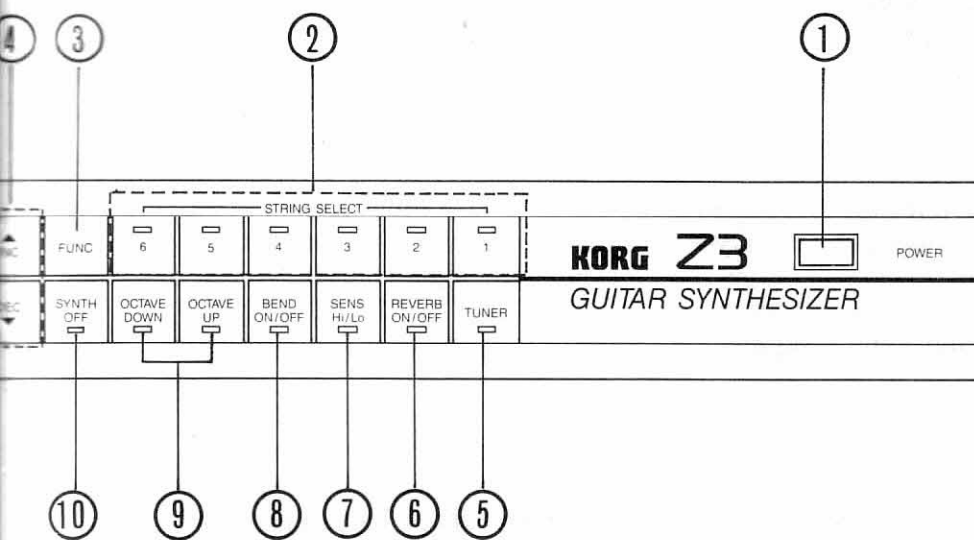 4 3 2 1
STRING SELECT
FUNC 6 5 4 3 2 1
KORG Z3 POWER
GUITAR SYNTHESIZER
SYNTH OFF
OCTAVE DOWN
OCTAVE UP
BEND ON/OFF
SENS Hi/Lo
REVERB ON/OFF
TUNER
10 9 8 7 6 5